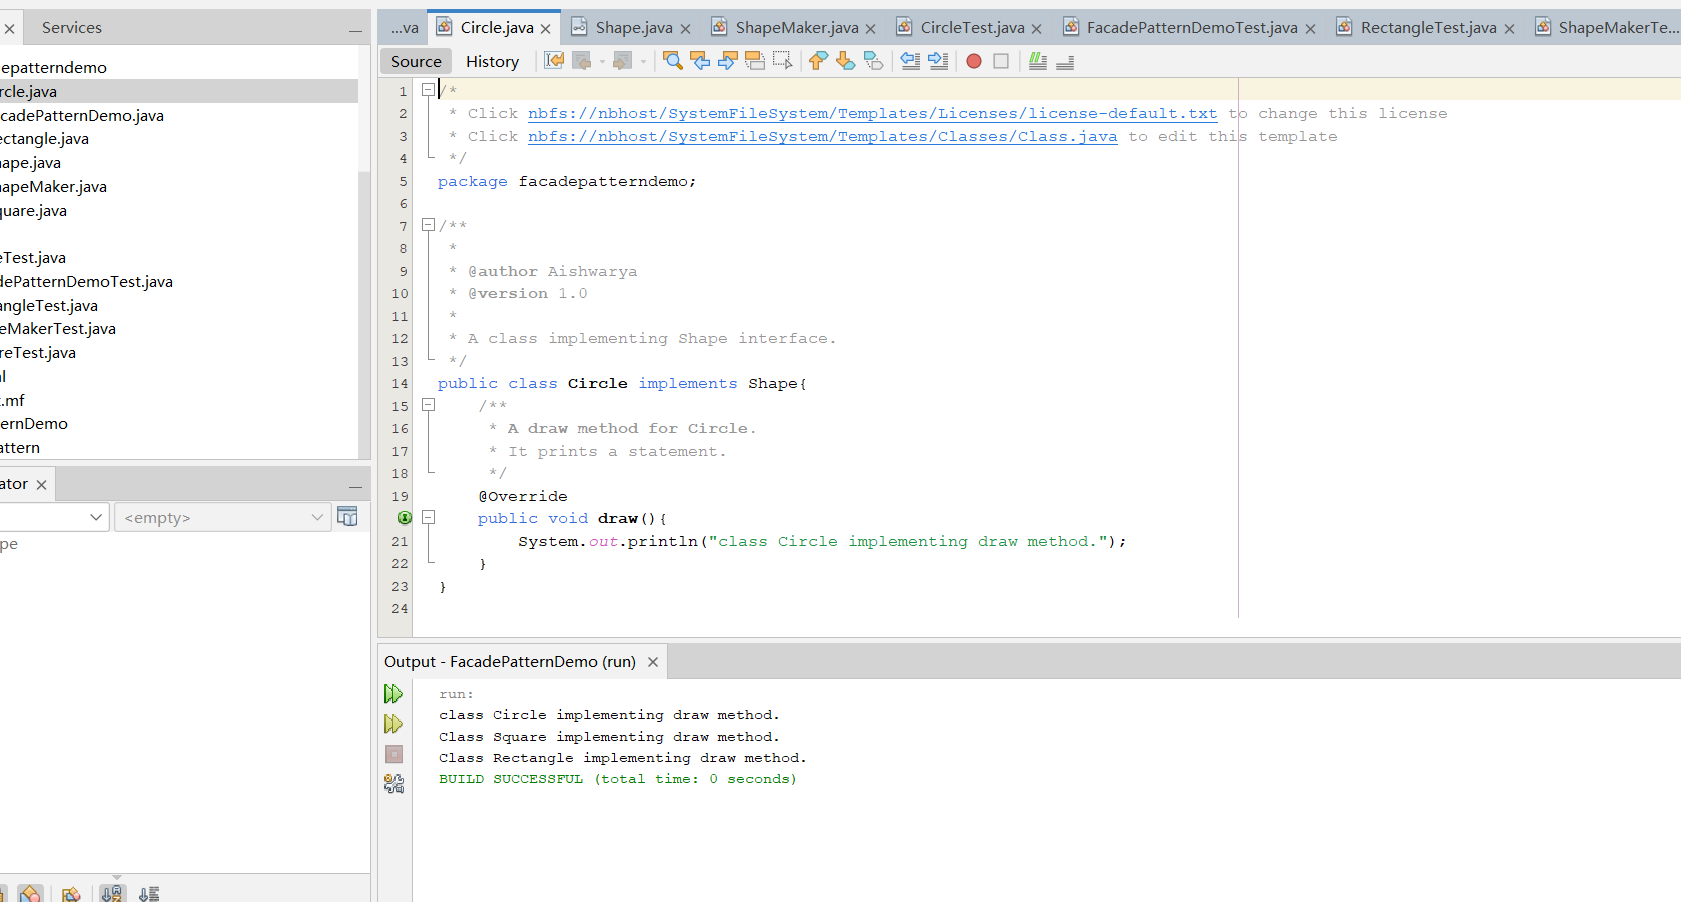 Services
...va
Circle.java
Shape.java
ShapeMaker.java
CircleTest.java
FacadePatternDemoTest.java
RectangleTest.java
ShapeMakerTe...
Source
History
depatterndemo
rcle.java
cadePatternDemo.java
ectangle.java
hape.java
hapeMaker.java
quare.java
eTest.java
dePatternDemoTest.java
angleTest.java
eMakerTest.java
reTest.java
.mf
ernDemo
attern
ator
<empty>
pe
1 /*
2 * Click nbfs://nbhost/SystemFileSystem/Templates/Licenses/license-default.txt to change this license
3 * Click nbfs://nbhost/SystemFileSystem/Templates/Classes/Class.java to edit this template
4 */
5 package facadepatterndemo;
6
7 /**
8 *
9 * @author Aishwarya
10 * @version 1.0
11 *
12 * A class implementing Shape interface.
13 */
14 public class Circle implements Shape{
15 /**
16 * A draw method for Circle.
17 * It prints a statement.
18 */
19 @Override
public void draw(){
21 System.out.println("class Circle implementing draw method.");
22 }
23 }
24
Output - FacadePatternDemo (run)
run:
class Circle implementing draw method.
Class Square implementing draw method.
Class Rectangle implementing draw method.
BUILD SUCCESSFUL (total time: 0 seconds)